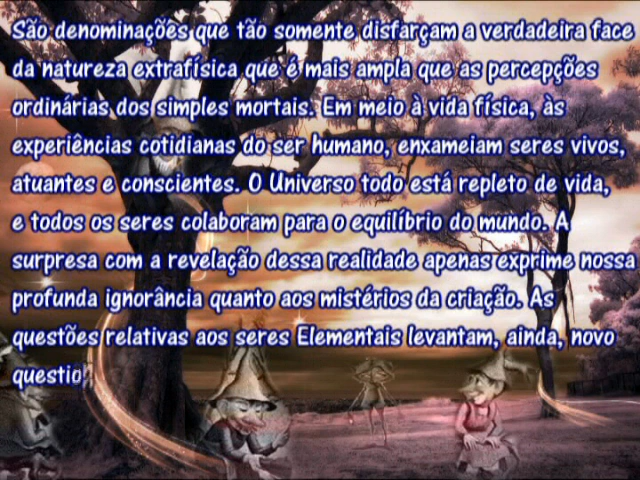 São denominações que tão somente disfarçam a verdadeira face
da natureza extrafísica que é mais ampla que as percepções
ordinárias dos simples mortais. Em meio à vida física, às
experiências cotidianas do ser humano, enxameiam seres vivos,
atuantes e conscientes. O Universo todo está repleto de vida,
e todos os seres colaboram para o equilíbrio do mundo. A
surpresa com a revelação dessa realidade apenas exprime nossa
profunda ignorância quanto aos mistérios da criação. As
questões relativas aos seres Elementais levantam, ainda, novo
questio